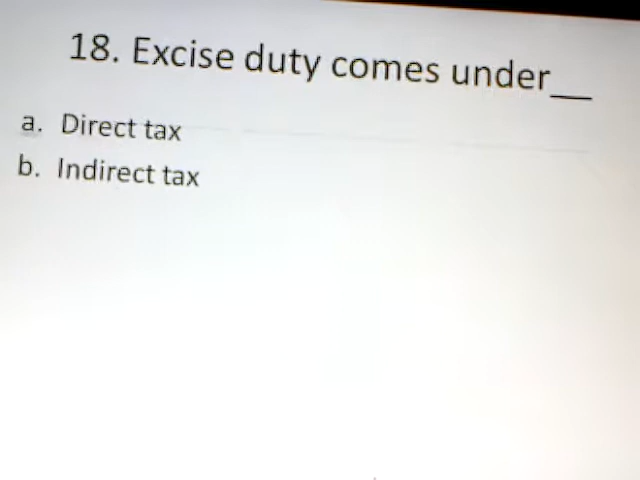 18. Excise duty comes under__
a. Direct tax
b. Indirect tax